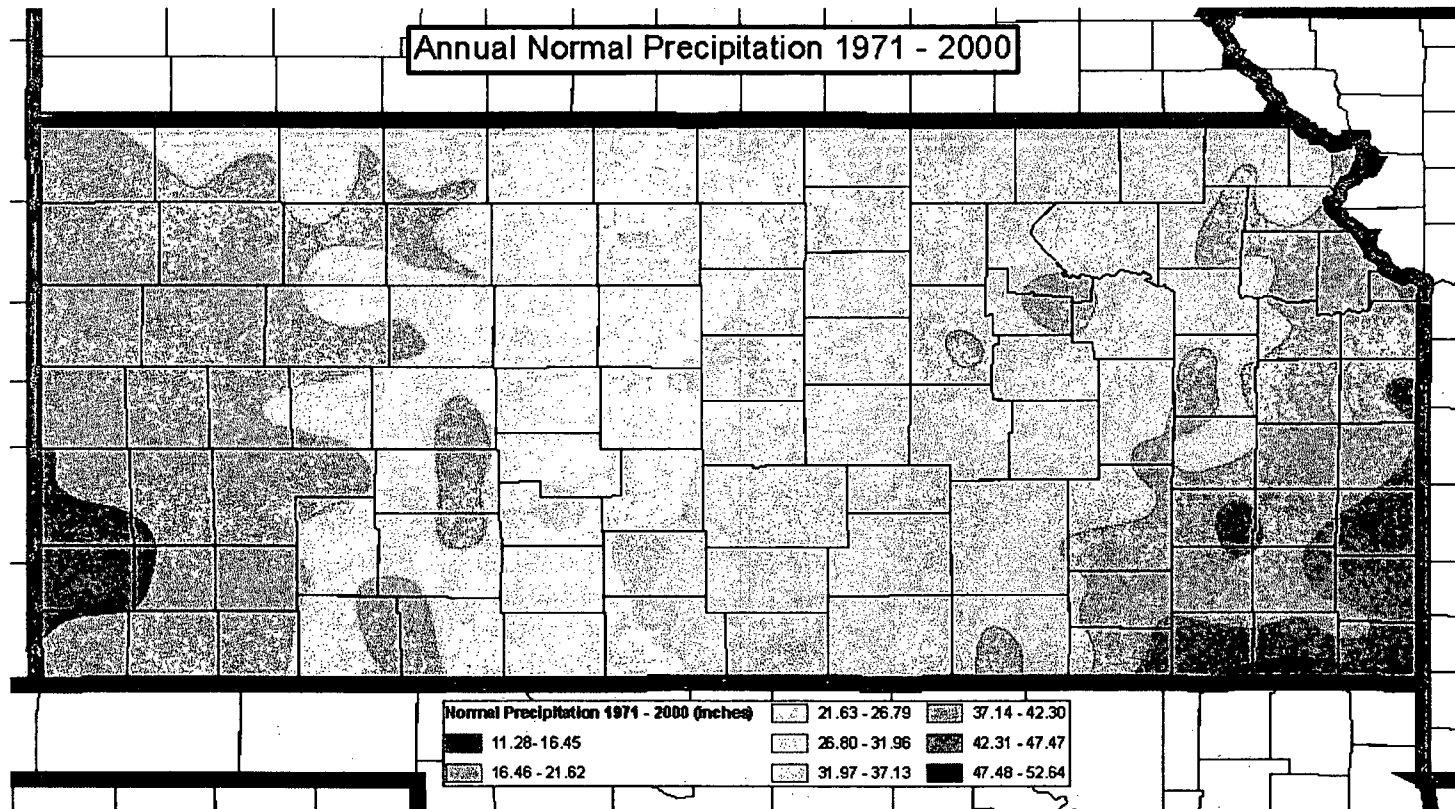 Annual Normal Precipitation 1971 - 2000
Normal Precipitation 1971 - 2000 (inches)
11.28-16.45
16.46 - 21.62
21.63 - 26.79
26.80 - 31.96
31.97 - 37.13
37.14 - 42.30
42.31 - 47.47
47.48 - 52.64